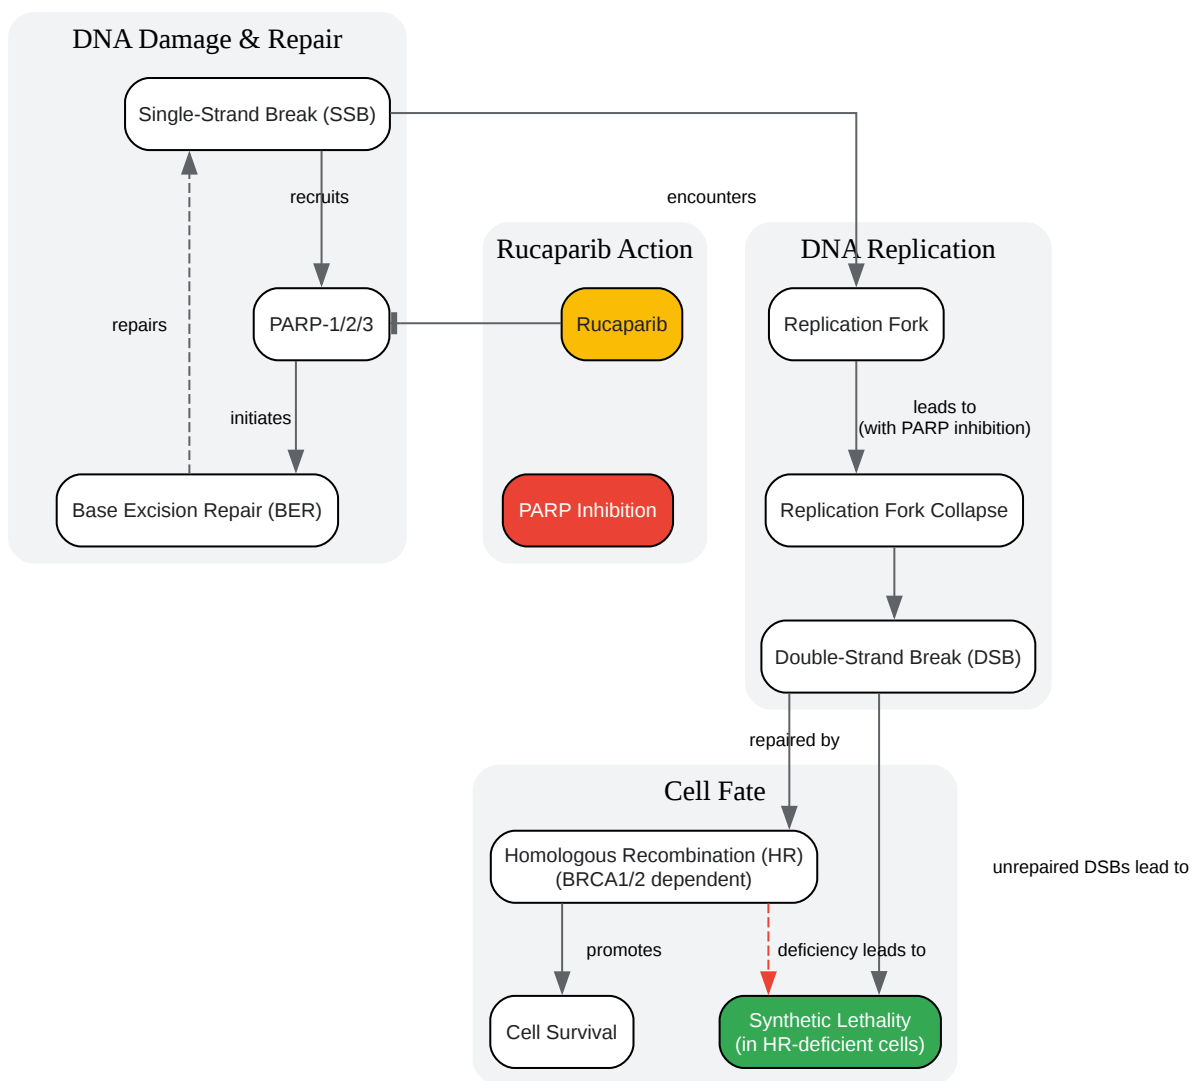 DNA Damage & Repair
Single-Strand Break (SSB)
recruits
encounters
Rucaparib Action
DNA Replication
PARP-1/2/3
Rucaparib
Replication Fork
repairs
initiates
leads to
(with PARP inhibition)
Base Excision Repair (BER)
PARP Inhibition
Replication Fork Collapse
Double-Strand Break (DSB)
repaired by
Cell Fate
Homologous Recombination (HR)
(BRCA1/2 dependent)
unrepaired DSBs lead to
promotes
deficiency leads to
Cell Survival
Synthetic Lethality
(in HR-deficient cells)